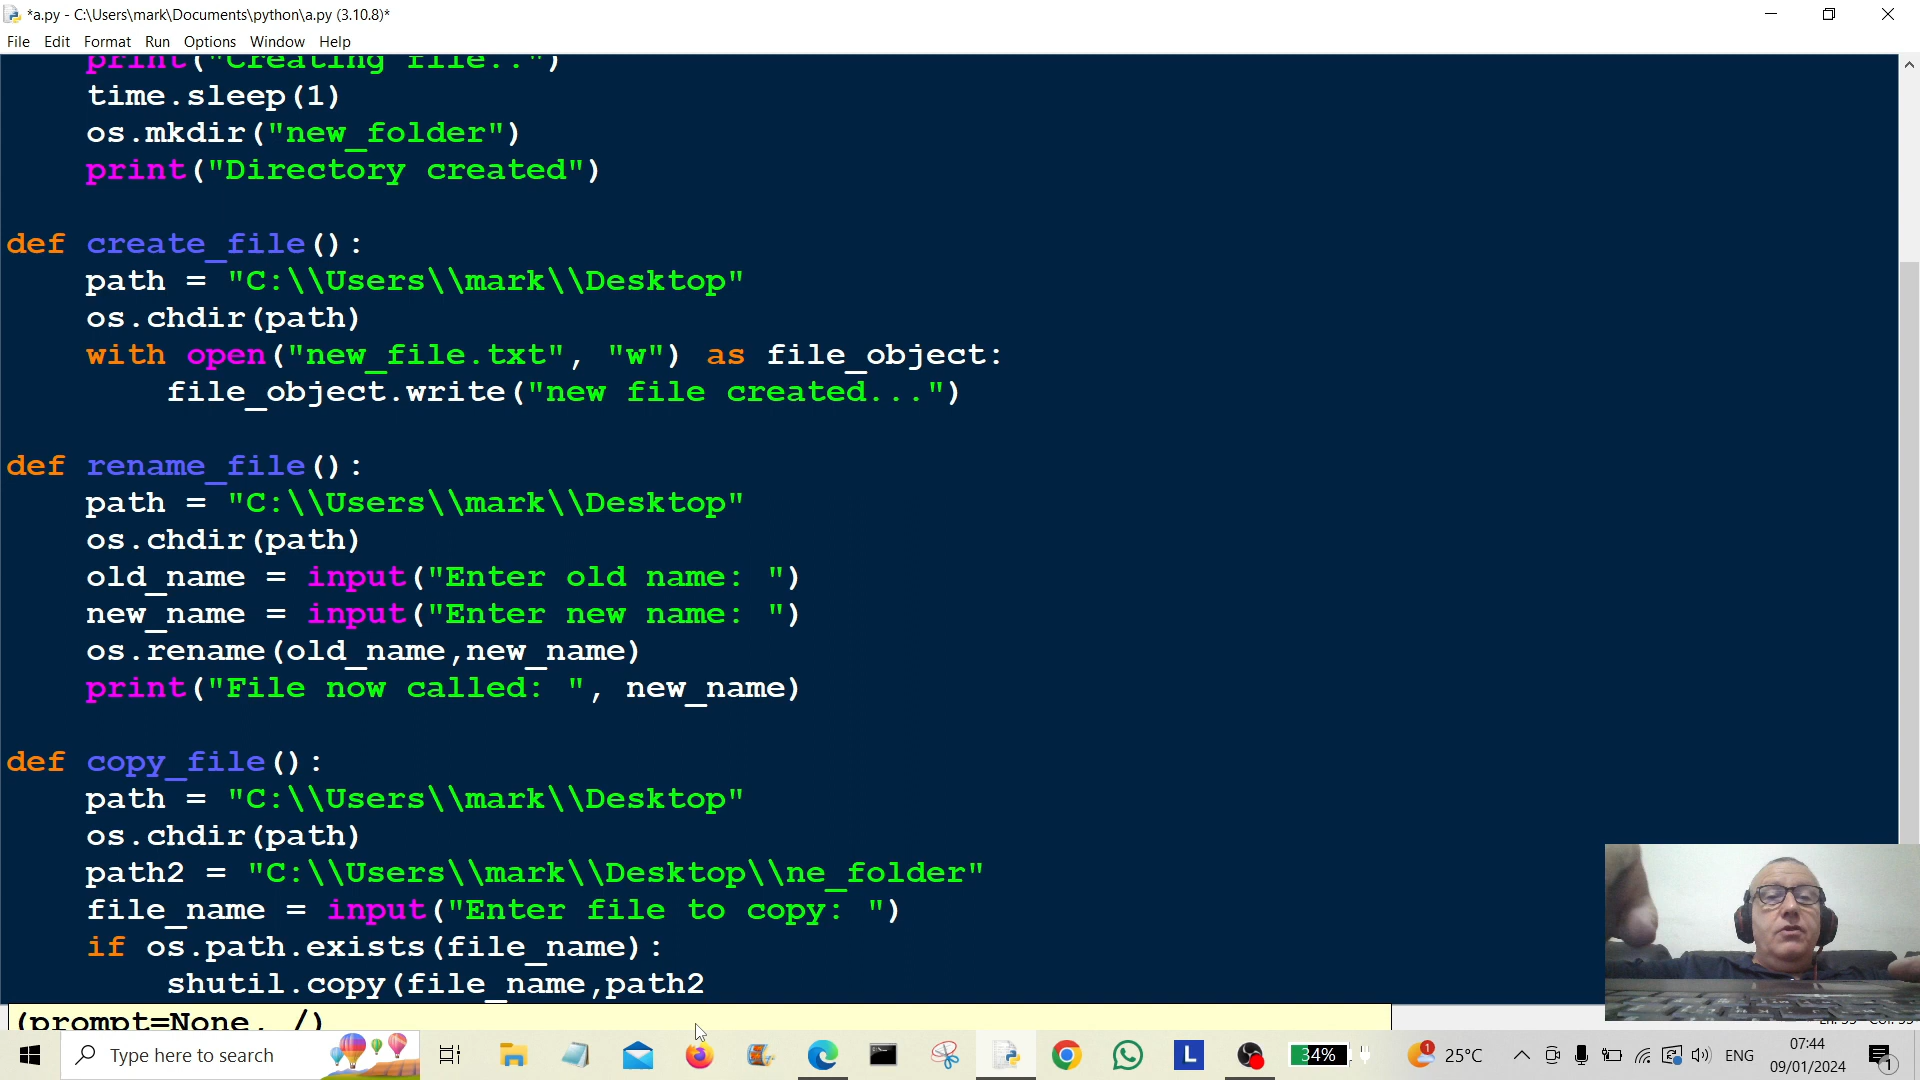 *a.py - C:\Users\mark\Documents\python\a.py (3.10.8)*
File Edit Format Run Options Window Help
print("Creating file..")
time.sleep(1)
os.mkdir("new_folder")
print("Directory created")
def create_file():
path = "C:\\Users\\mark\\Desktop"
os.chdir(path)
with open("new_file.txt", "w") as file_object:
file_object.write("new file created...")
def rename_file():
path = "C:\\Users\\mark\\Desktop"
os.chdir(path)
old_name = input("Enter old name: ")
new_name = input("Enter new name: ")
os.rename(old_name,new_name)
print("File now called: ", new_name)
def copy_file():
path = "C:\\Users\\mark\\Desktop"
os.chdir(path)
path2 = "C:\\Users\\mark\\Desktop\\ne_folder"
file_name = input("Enter file to copy: ")
if os.path.exists(file_name):
shutil.copy(file_name,path2
(prompt=None, /)
Type here to search
L
34%
1
25°C
ENG
07:44
09/01/2024
1